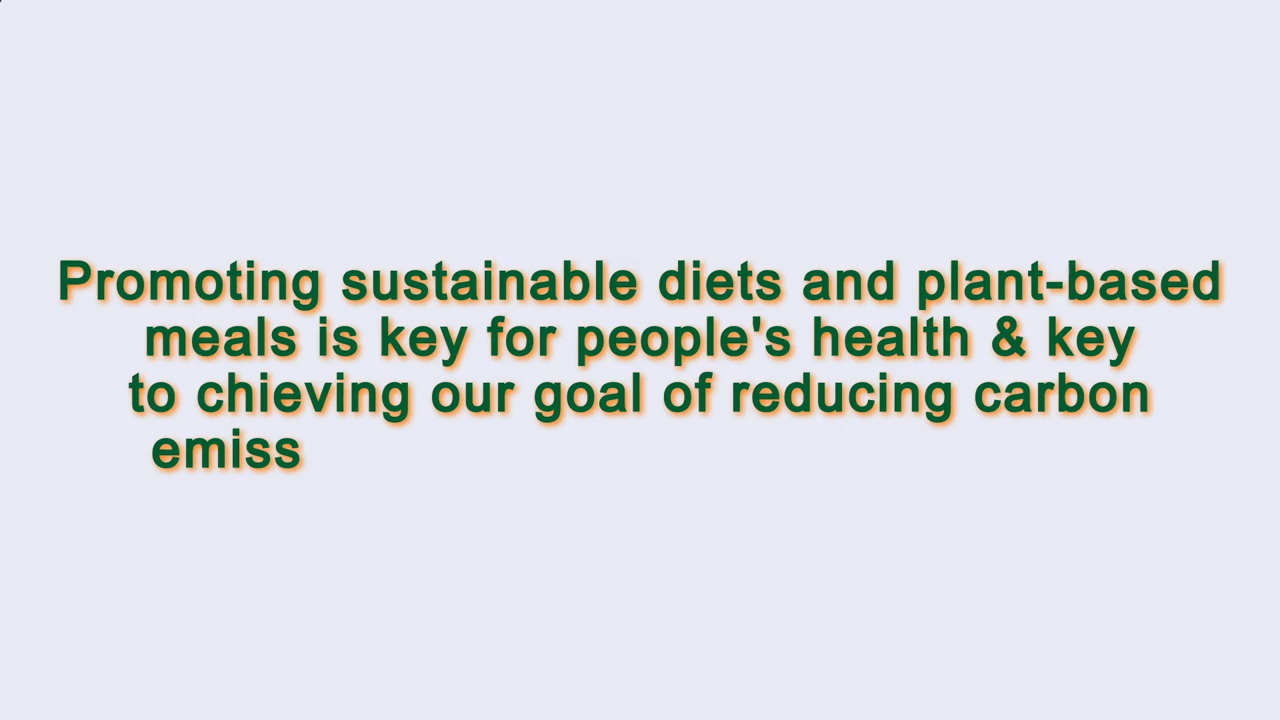 Promoting sustainable diets and plant-based
meals is key for people's health & key
to chieving our goal of reducing carbon
emiss